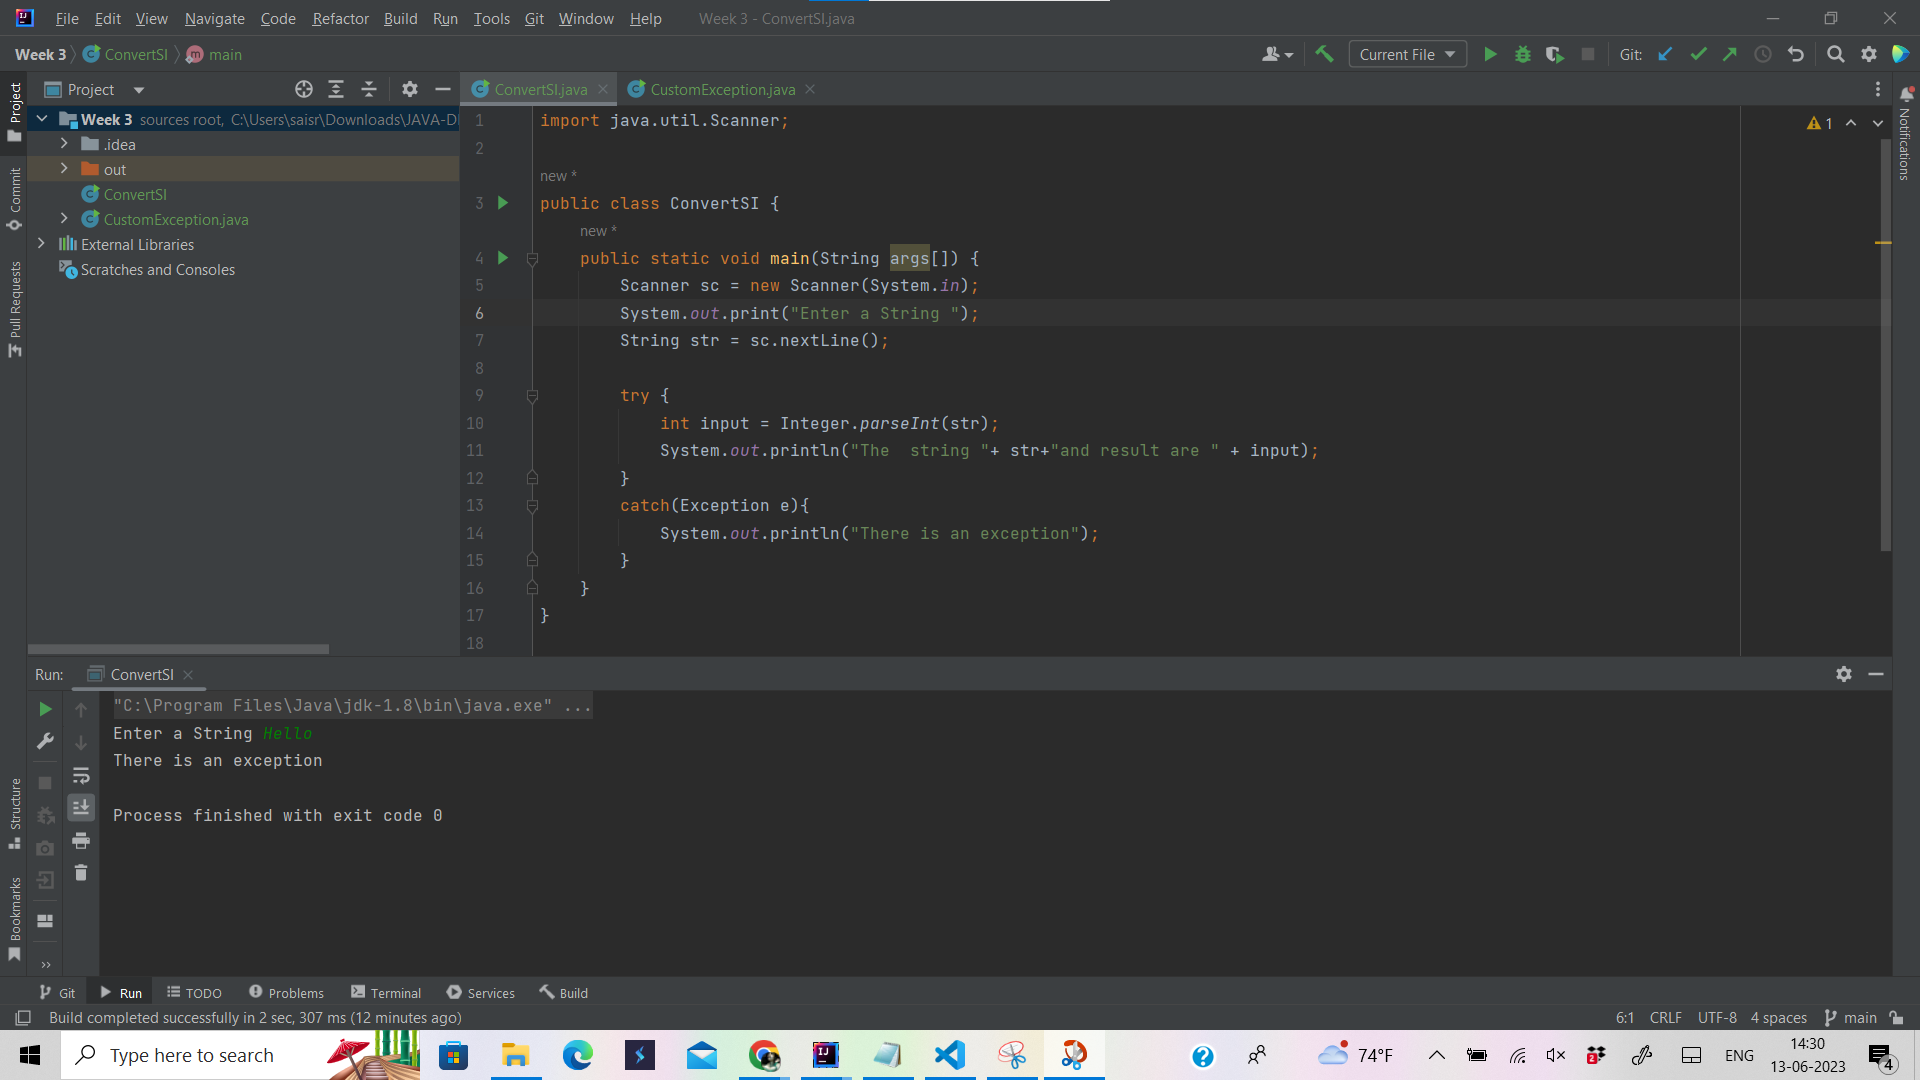 File Edit View Navigate Code Refactor Build Run Tools Git Window Help Week 3 - ConvertSI.java
Week 3 ConvertSI main Current File Git:
Project ConvertSI.java CustomException.java
Week 3 sources root, C:\Users\saisr\Downloads\JAVA-D
.idea
out
ConvertSI
CustomException.java
External Libraries
Scratches and Consoles
Project
Commit
Pull Requests
Structure
Bookmarks
Notifications
1
1 import java.util.Scanner;
2
new *
3 public class ConvertSI {
new *
4 public static void main(String args[]) {
5 Scanner sc = new Scanner(System.in);
6 System.out.print("Enter a String ");
7 String str = sc.nextLine();
8
9 try {
10 int input = Integer.parseInt(str);
11 System.out.println("The  string "+ str+"and result are " + input);
12 }
13 catch(Exception e){
14 System.out.println("There is an exception");
15 }
16 }
17 }
18
Run: ConvertSI
"C:\Program Files\Java\jdk-1.8\bin\java.exe" ...
Enter a String Hello
There is an exception
Process finished with exit code 0
Git Run TODO Problems Terminal Services Build
Build completed successfully in 2 sec, 307 ms (12 minutes ago) 6:1 CRLF UTF-8 4 spaces main
Type here to search 74°F ENG 14:30
13-06-2023 4